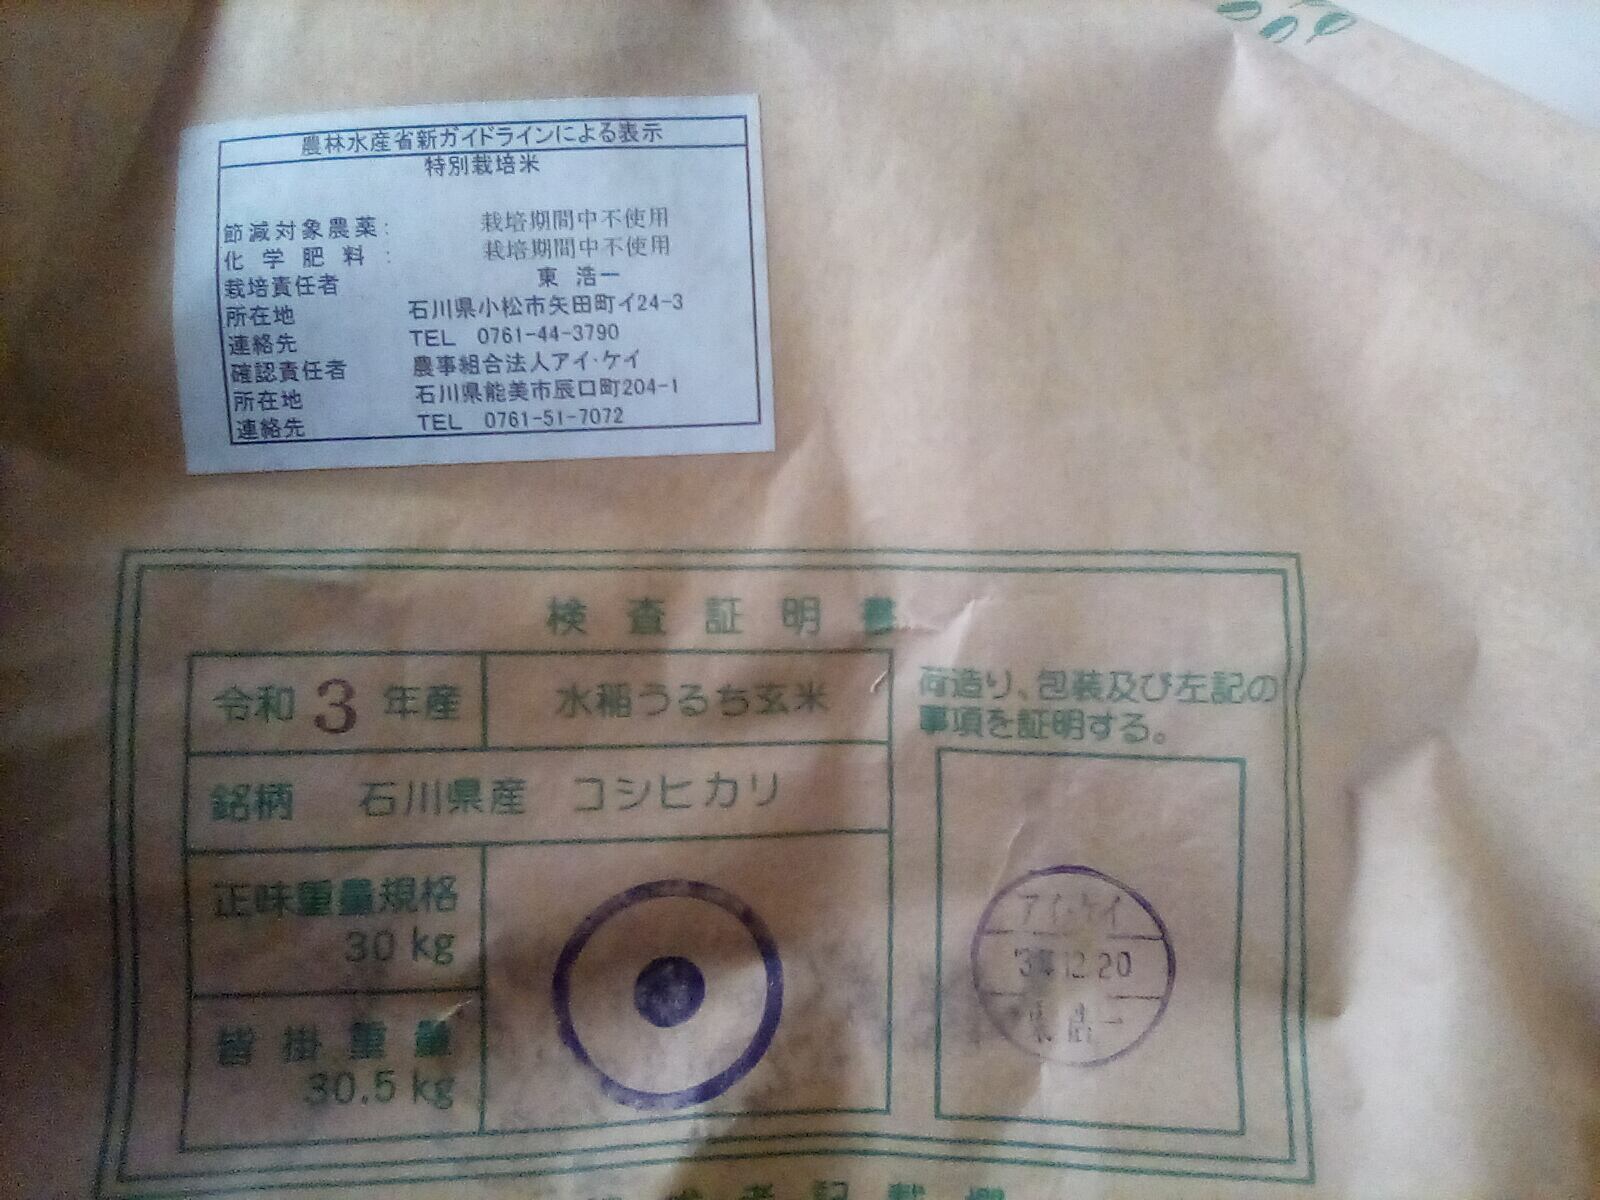 農林水産省新ガイドラインによる表示
特別栽培米
節減対象農薬： 栽培期間中不使用
化学肥料： 栽培期間中不使用
栽培責任者 東 浩一
所在地 石川県小松市矢田町イ24-3
連絡先 TEL 0761-44-3790
確認責任者 農事組合法人アイ・ケイ
所在地 石川県能美市辰口町204-1
連絡先 TEL 0761-51-7072
検査証明書
令和 3 年産 水稲うるち玄米
銘柄 石川県産 コシヒカリ
正味重量規格
30 kg
皆掛重量
30.5 kg
荷造り、包装及び左記の
事項を証明する。
アイ・ケイ
3年12.20
東 浩一